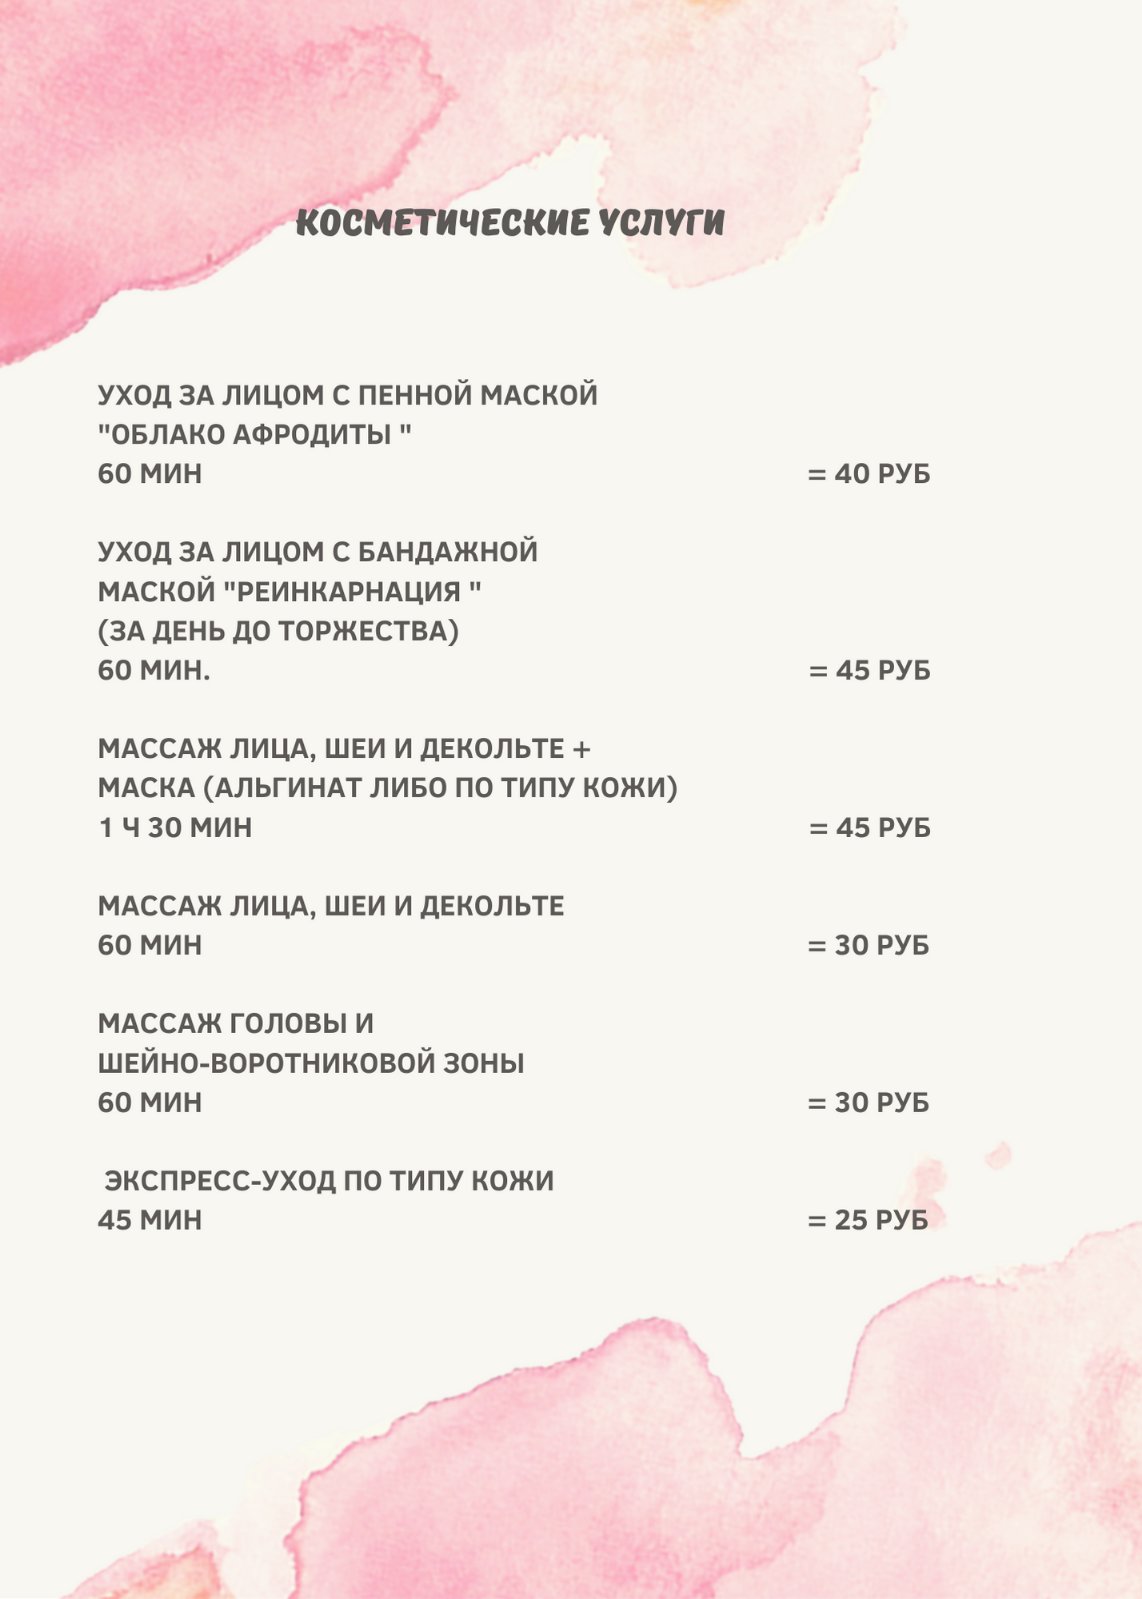 КОСМЕТИЧЕСКИЕ УСЛУГИ
УХОД ЗА ЛИЦОМ С ПЕННОЙ МАСКОЙ
"ОБЛАКО АФРОДИТЫ "
60 МИН = 40 РУБ
УХОД ЗА ЛИЦОМ С БАНДАЖНОЙ
МАСКОЙ "РЕИНКАРНАЦИЯ "
(ЗА ДЕНЬ ДО ТОРЖЕСТВА)
60 МИН. = 45 РУБ
МАССАЖ ЛИЦА, ШЕИ И ДЕКОЛЬТЕ +
МАСКА (АЛЬГИНАТ ЛИБО ПО ТИПУ КОЖИ)
1 Ч 30 МИН = 45 РУБ
МАССАЖ ЛИЦА, ШЕИ И ДЕКОЛЬТЕ
60 МИН = 30 РУБ
МАССАЖ ГОЛОВЫ И
ШЕЙНО-ВОРОТНИКОВОЙ ЗОНЫ
60 МИН = 30 РУБ
ЭКСПРЕСС-УХОД ПО ТИПУ КОЖИ
45 МИН = 25 РУБ